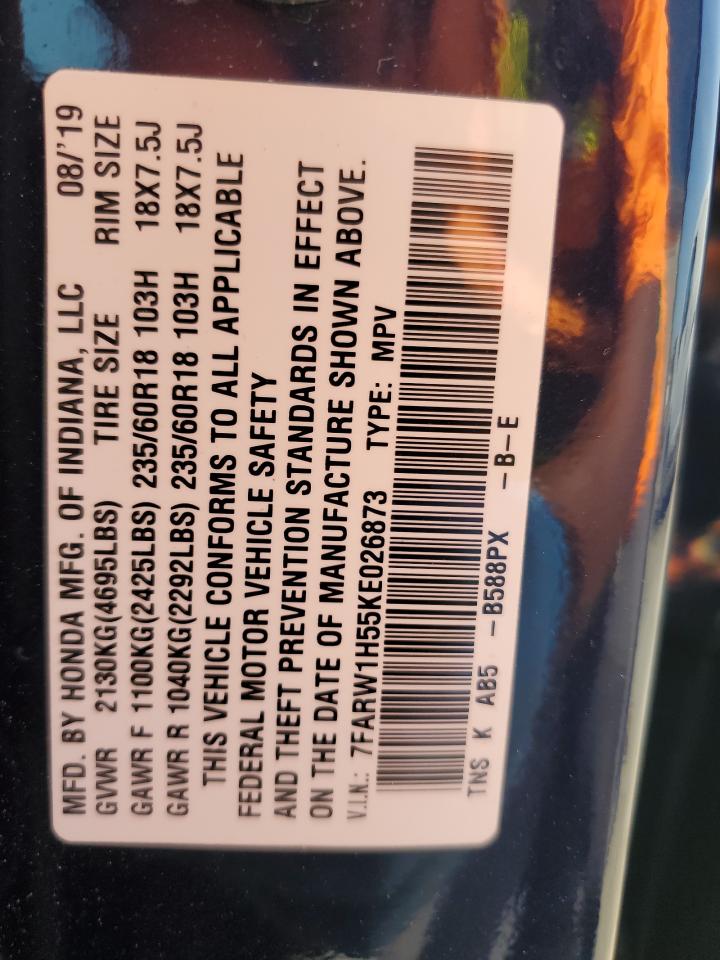 MFD. BY HONDA MFG. OF INDIANA, LLC 08/'19
GVWR 2130KG(4695LBS) TIRE SIZE RIM SIZE
GAWR F 1100KG(2425LBS) 235/60R18 103H 18X7.5J
GAWR R 1040KG(2292LBS) 235/60R18 103H 18X7.5J
THIS VEHICLE CONFORMS TO ALL APPLICABLE
FEDERAL MOTOR VEHICLE SAFETY
AND THEFT PREVENTION STANDARDS IN EFFECT
ON THE DATE OF MANUFACTURE SHOWN ABOVE.
V.I.N.: 7FARW1H55KE026873 TYPE: MPV
TNS K AB5 -B588PX -B-E